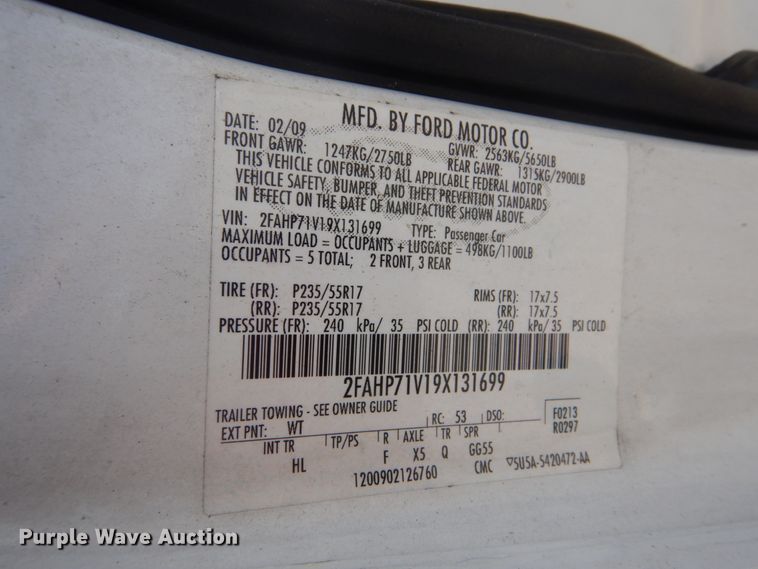 MFD. BY FORD MOTOR CO.
DATE: 02/09 GVWR: 2563KG/5650LB
FRONT GAWR: 1247KG/2750LB REAR GAWR: 1315KG/2900LB
THIS VEHICLE CONFORMS TO ALL APPLICABLE FEDERAL MOTOR
VEHICLE SAFETY, BUMPER, AND THEFT PREVENTION STANDARDS
IN EFFECT ON THE DATE OF MANUFACTURE SHOWN ABOVE.
VIN: 2FAHP71V19X131699 TYPE: Passenger Car
MAXIMUM LOAD = OCCUPANTS + LUGGAGE = 498KG/1100LB
OCCUPANTS = 5 TOTAL; 2 FRONT, 3 REAR
TIRE (FR): P235/55R17 RIMS (FR): 17x7.5
(RR): P235/55R17 (RR): 17x7.5
PRESSURE (FR): 240 kPa/ 35 PSI COLD (RR): 240 kPa/ 35 PSI COLD
2FAHP71V19X131699
TRAILER TOWING - SEE OWNER GUIDE
EXT PNT: WT RC: 53 DSO: F0213
R0297
INT TR TP/PS R AXLE TR SPR
HL F X5 Q GG55
1200902126760 CMC ▽5U5A-5420472-AA
Purple Wave Auction